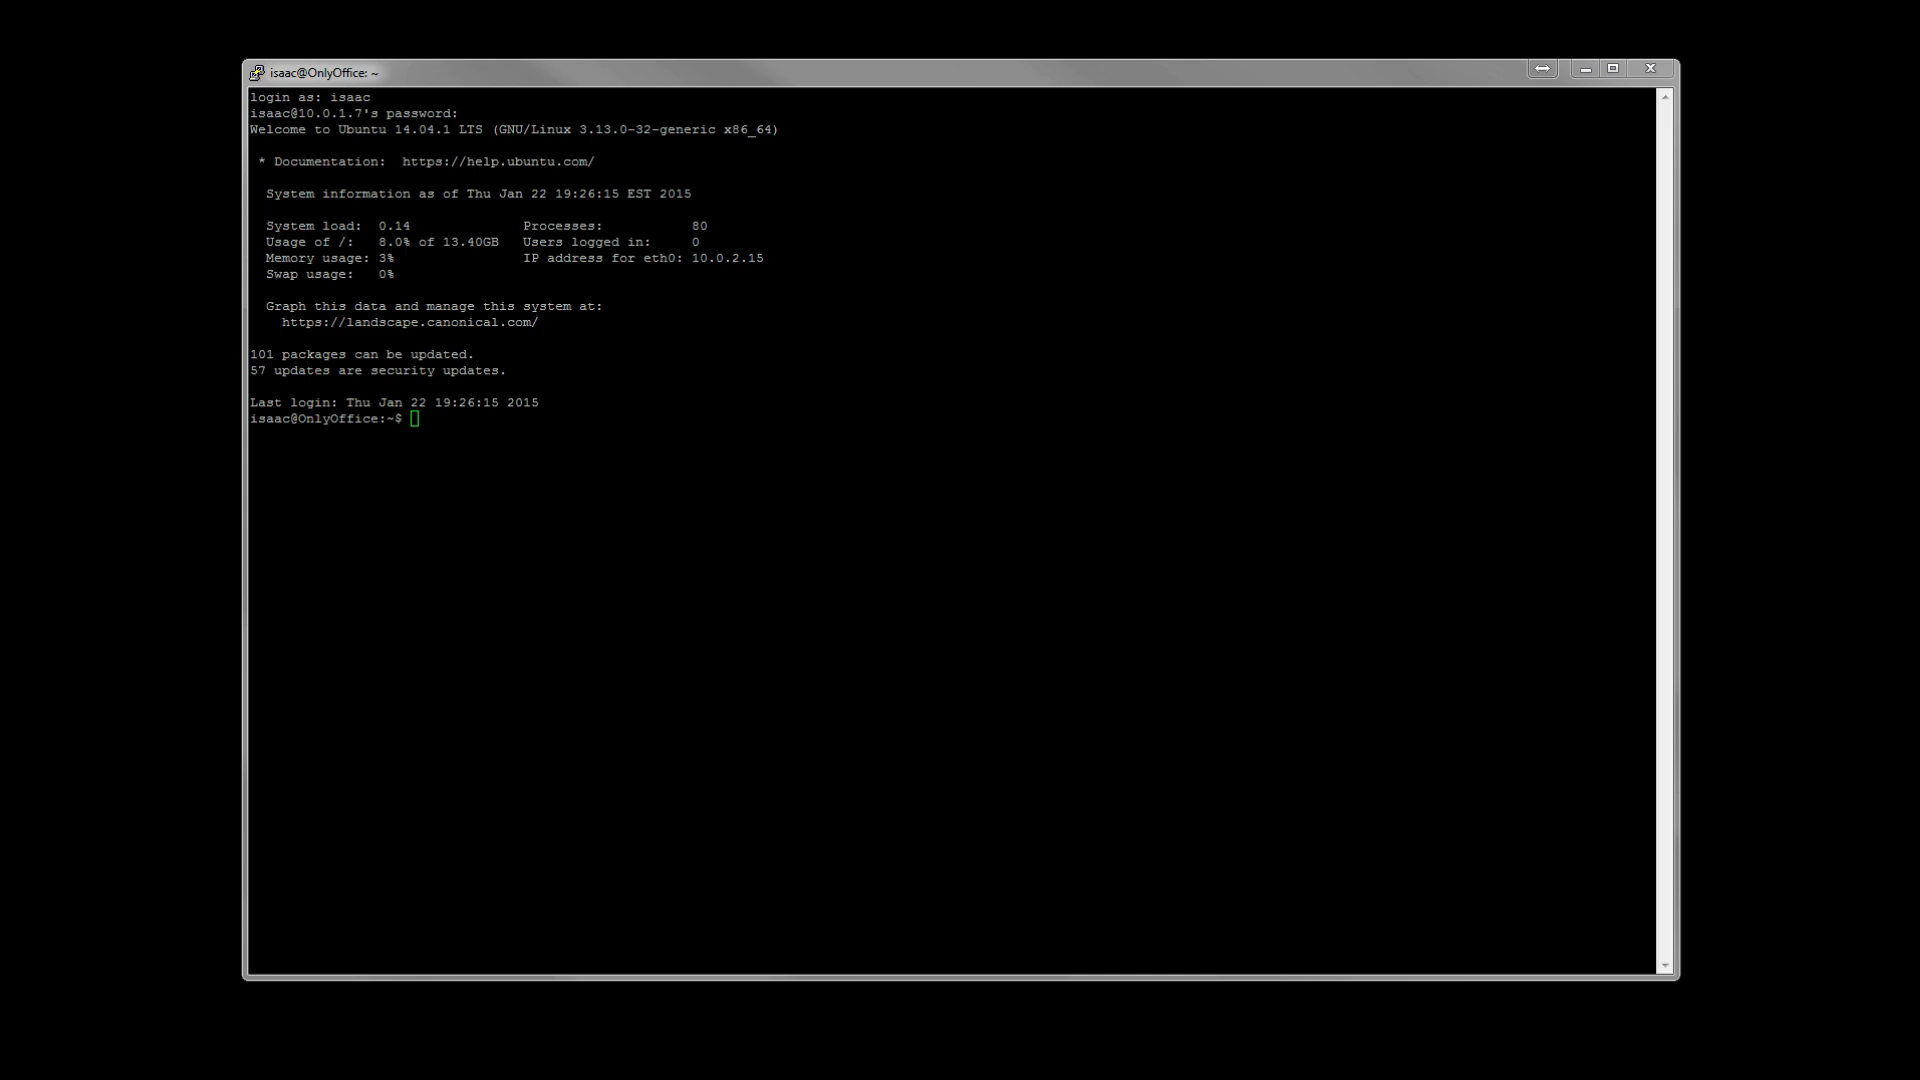 isaac@OnlyOffice: ~
login as: isaac
isaac@10.0.1.7's password:
Welcome to Ubuntu 14.04.1 LTS (GNU/Linux 3.13.0-32-generic x86_64)
* Documentation:  https://help.ubuntu.com/
System information as of Thu Jan 22 19:26:15 EST 2015
System load:  0.14              Processes:           80
Usage of /:   8.0% of 13.40GB   Users logged in:     0
Memory usage: 3%                IP address for eth0: 10.0.2.15
Swap usage:   0%
Graph this data and manage this system at:
https://landscape.canonical.com/
101 packages can be updated.
57 updates are security updates.
Last login: Thu Jan 22 19:26:15 2015
isaac@OnlyOffice:~$